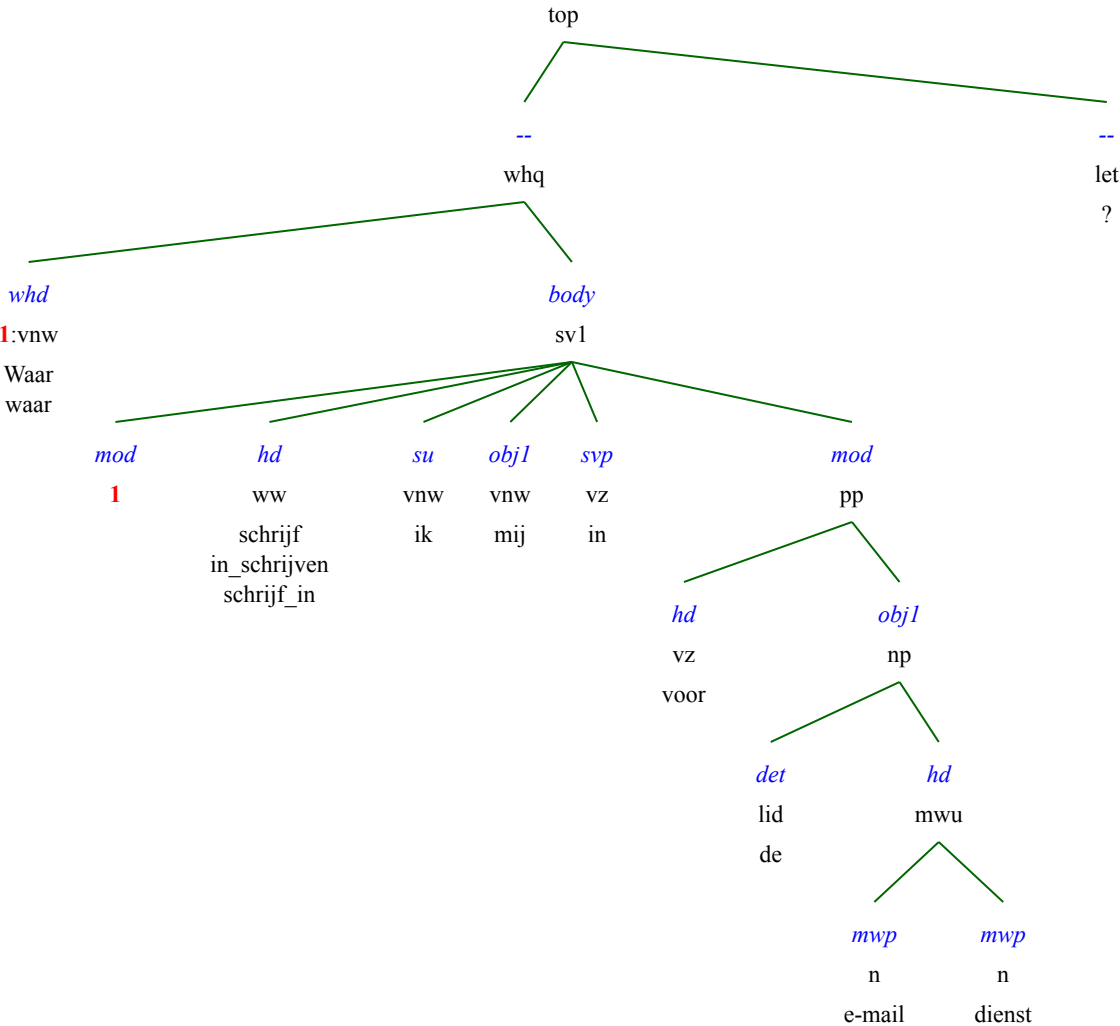 top
-- --
whq let
?
whd body
1:vnw sv1
Waar
waar
mod hd su obj1 svp mod
1 ww vnw vnw vz pp
schrijf ik mij in
in_schrijven
schrijf_in
hd obj1
vz np
voor
det hd
lid mwu
de
mwp mwp
n n
e-mail dienst